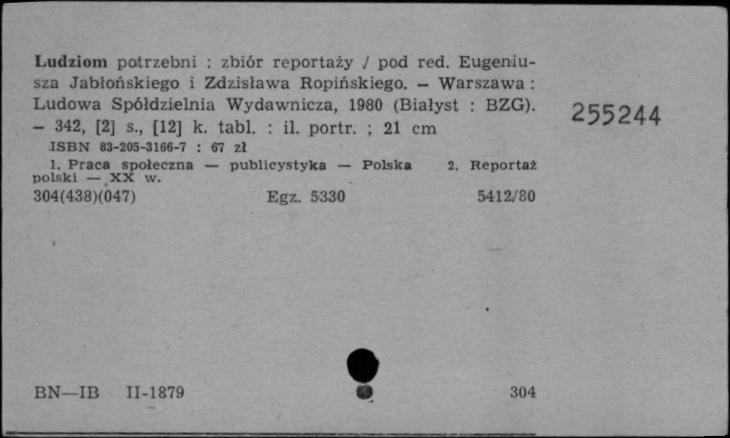 Ludziom potrzebni : zbiór reportaży / pod red. Eugeniu-
sza Jabłońskiego i Zdzisława Ropińskiego. — Warszawa :
Ludowa Spółdzielnia Wydawnicza, 1980 (Białyst : BZG).
— 342, [2] s., [12] k. tabl. : il. portr. ; 21 cm
ISBN 83-205-3166-7 : 67 zł
1. Praca społeczna — publicystyka — Polska 2. Reportaż
polski — XX w.
304(438)(047) Egz. 5330 5412/80
255244
BN—IB II-1879 304